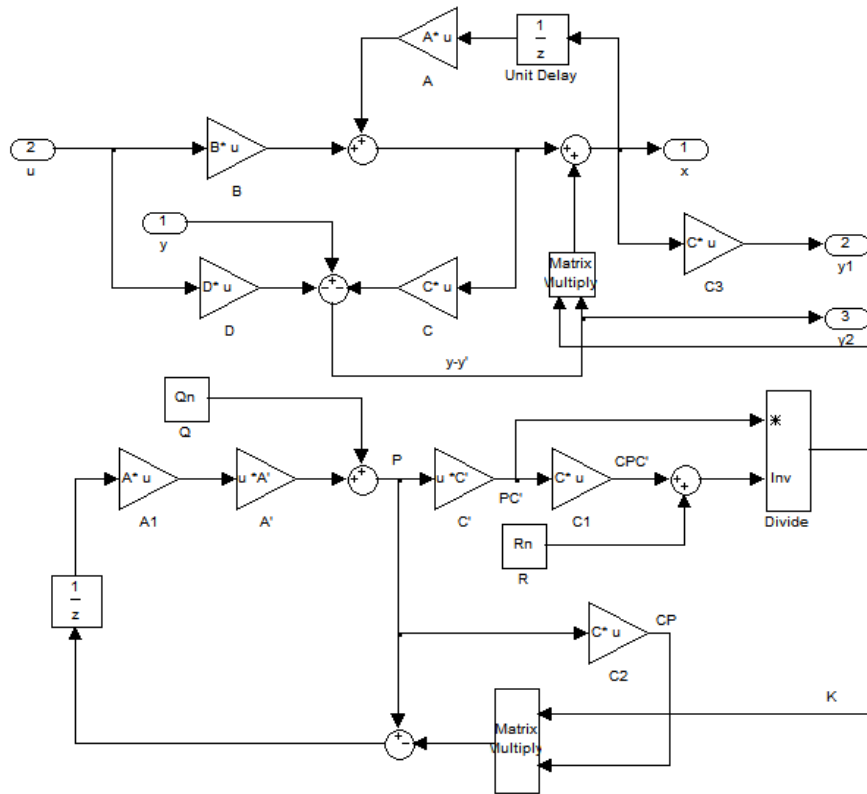 A* u
1
z
Unit Delay
A
2
u
B* u
B
+
+
+
+
1
x
1
y
D* u
D
+
-
-
C* u
C
Matrix
Multiply
C* u
C3
2
y1
3
y2
y-y'
Qn
Q
A* u
A1
u *A'
A'
+
+
P
u *C'
C'
PC'
C* u
C1
CPC'
+
+
Rn
R
*
Inv
Divide
1
z
C* u
C2
CP
K
Matrix
Multiply
+
-